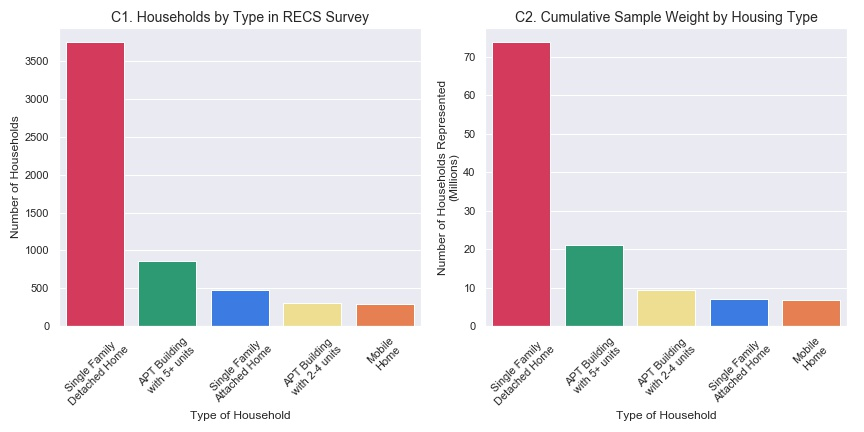 C1. Households by Type in RECS Survey
Number of Households
3500
3000
2500
2000
1500
1000
500
0
Single Family
Detached Home
APT Building
with 5+ units
Single Family
Attached Home
APT Building
with 2-4 units
Mobile
Home
Type of Household
C2. Cumulative Sample Weight by Housing Type
Number of Households Represented
(Millions)
70
60
50
40
30
20
10
0
Single Family
Detached Home
APT Building
with 5+ units
APT Building
with 2-4 units
Single Family
Attached Home
Mobile
Home
Type of Household